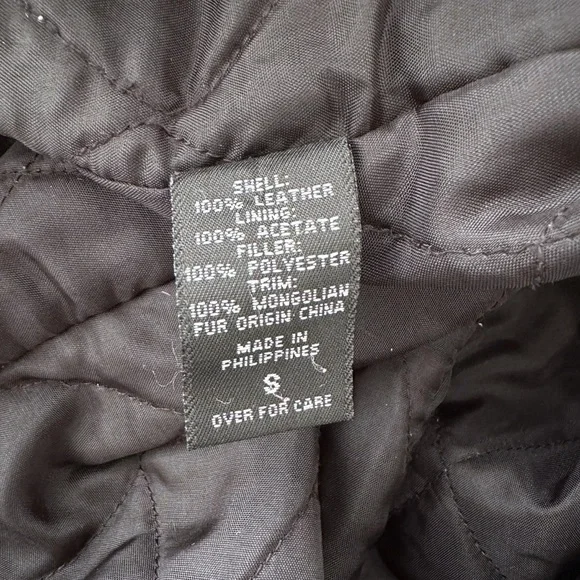 SHELL:
100% LEATHER
LINING:
100% ACETATE
FILLER:
100% POLYESTER
TRIM:
100% MONGOLIAN
FUR ORIGIN:CHINA
MADE IN
PHILIPPINES
S
OVER FOR CARE